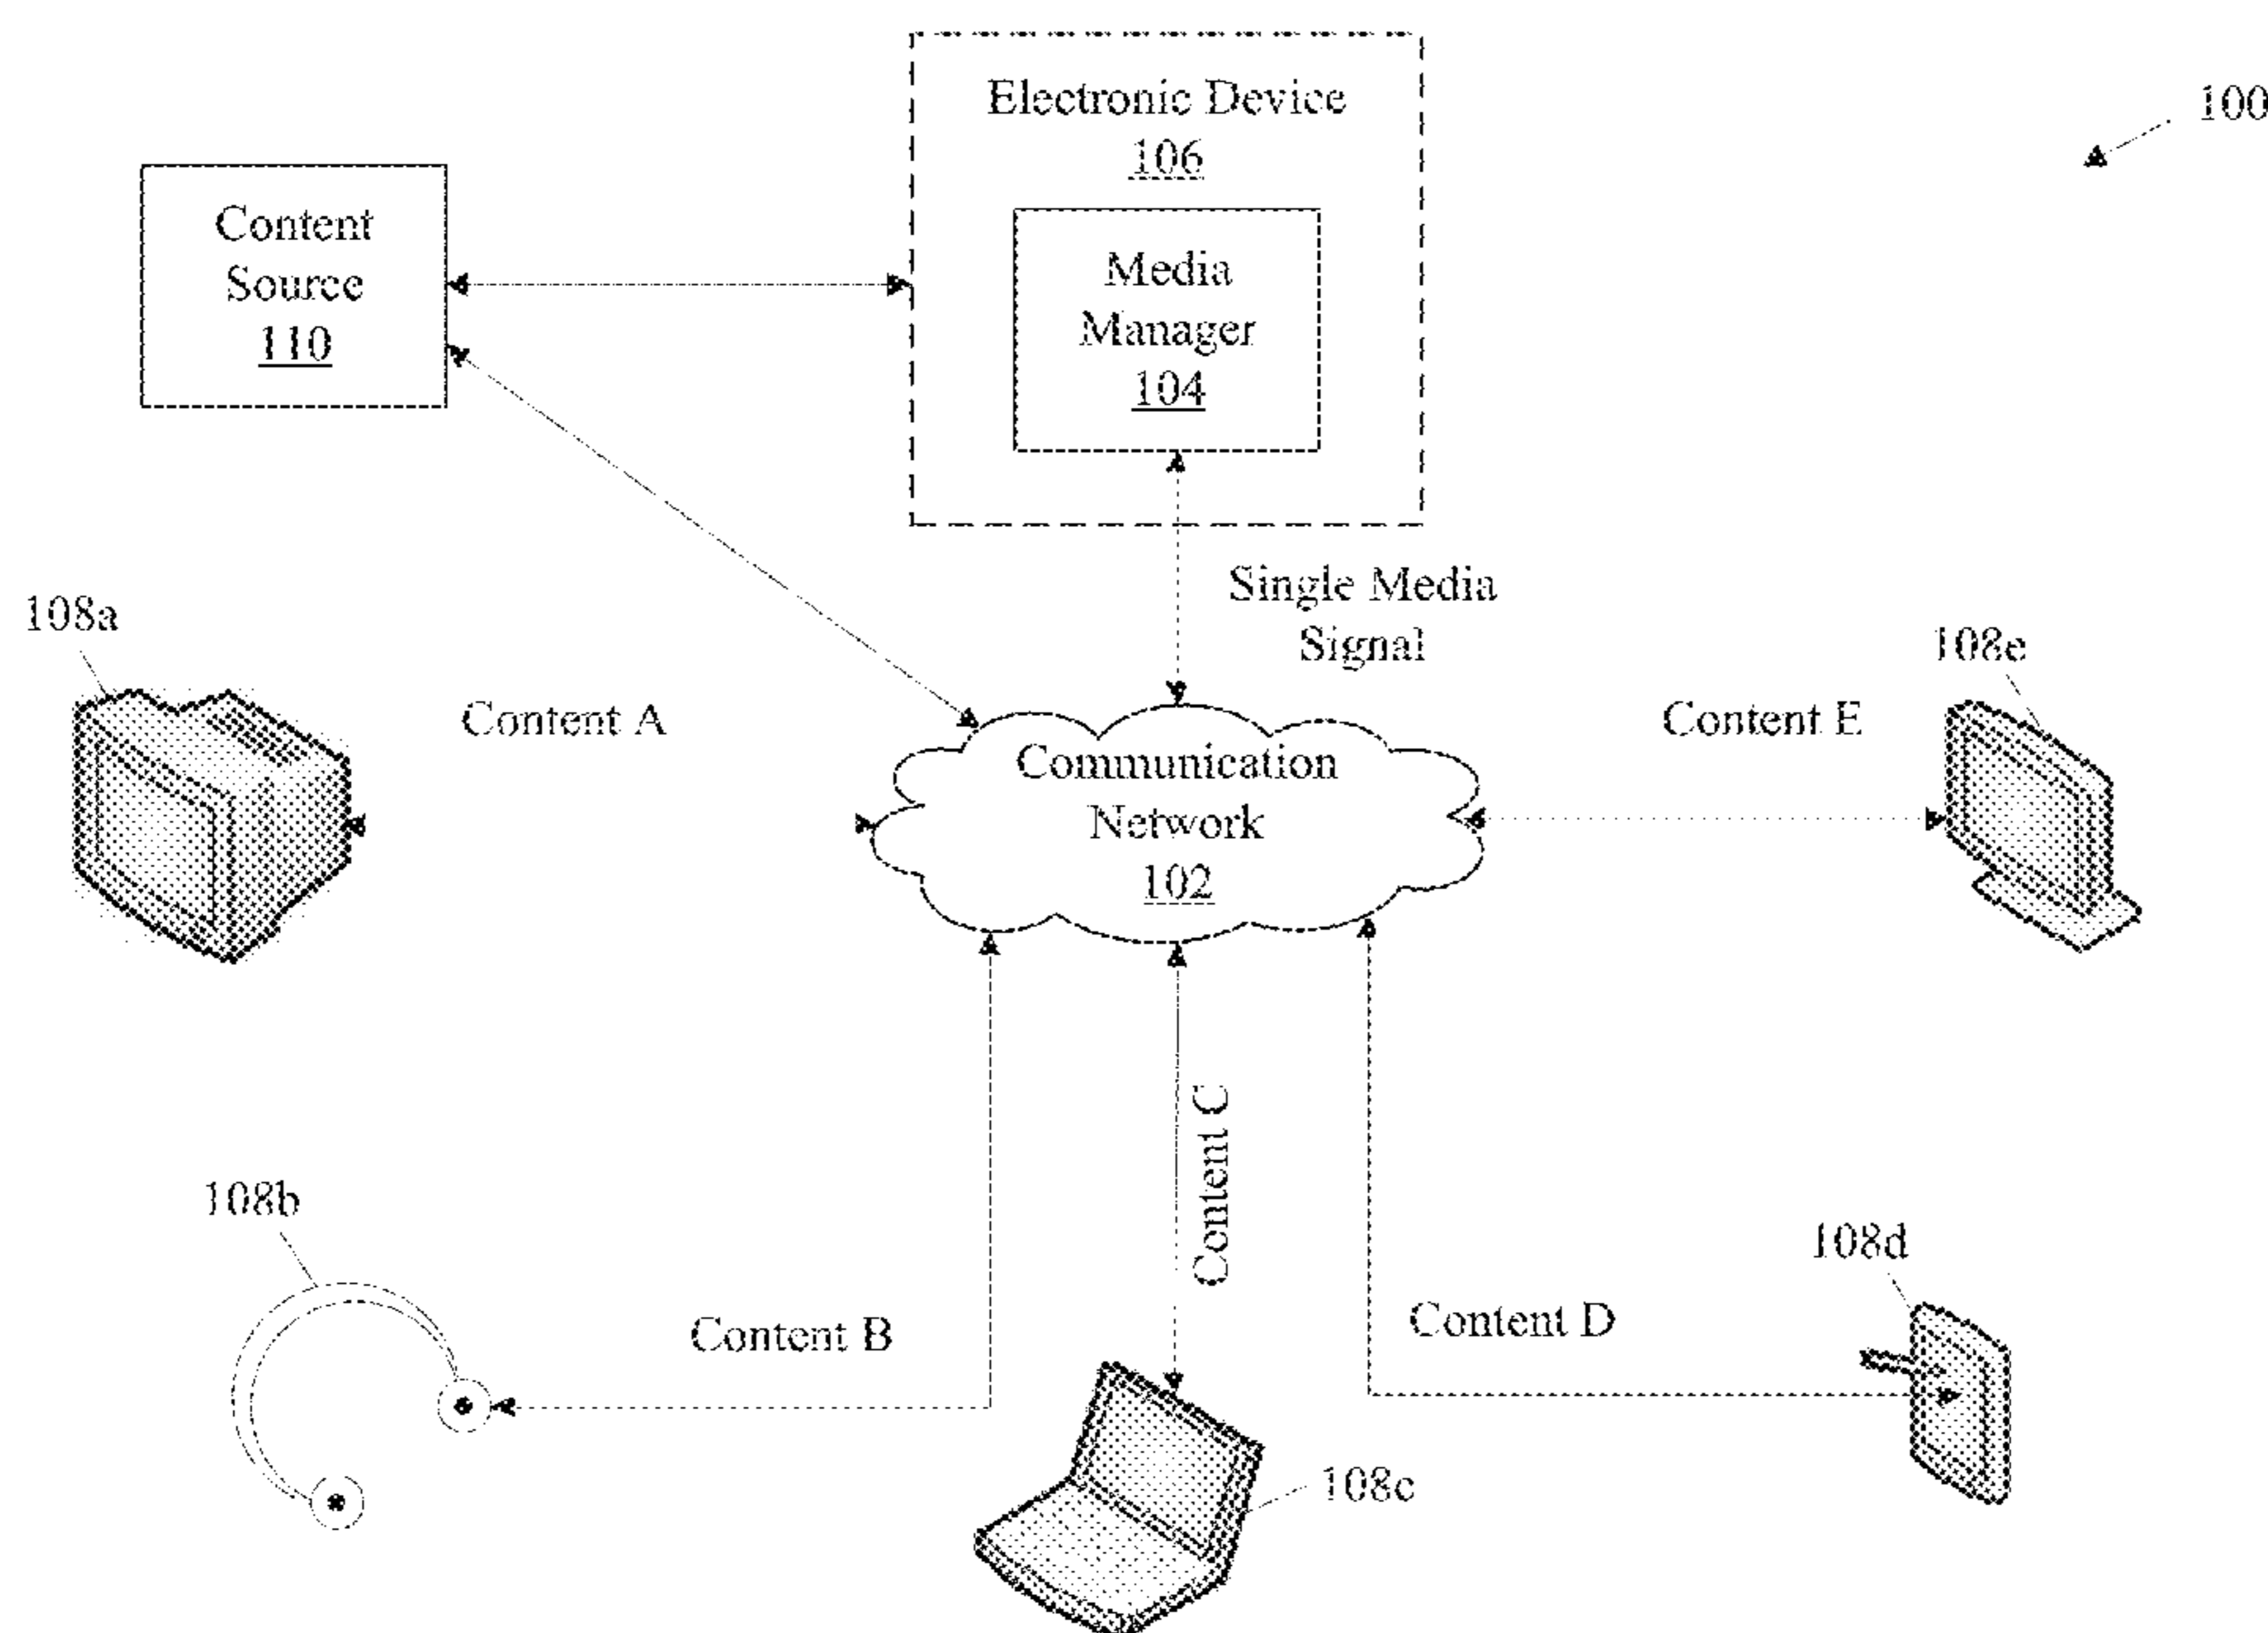 Electronic Device
106
100
Content
Source
110
Media
Manager
104
Single Media
Signal
108a
108e
Content A
Content E
Communication
Network
102
Content C
108b
108d
Content B
Content D
108c